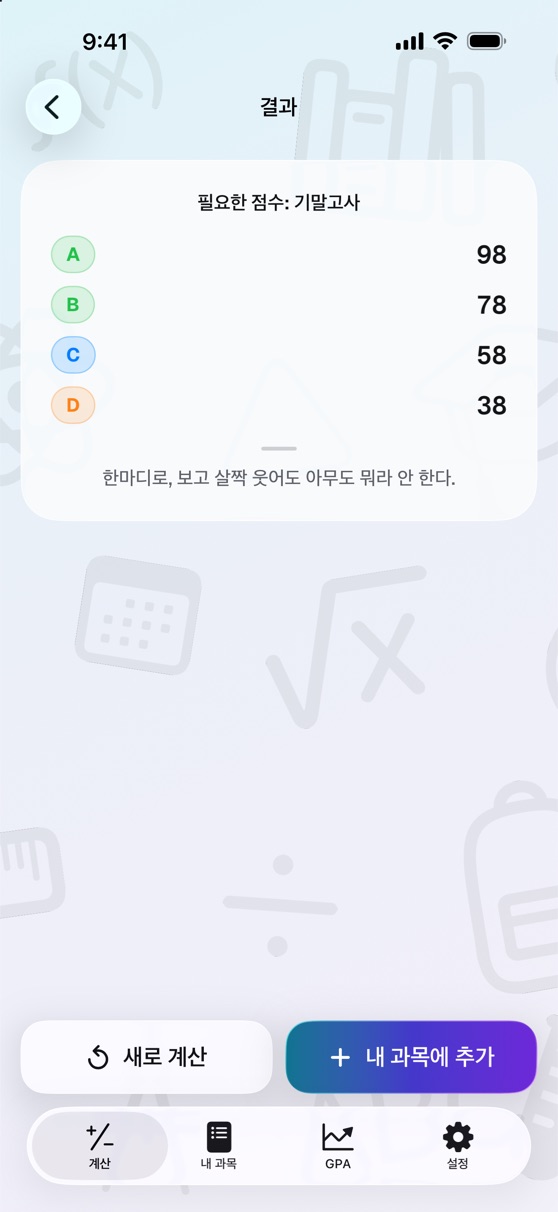 9:41
결과
필요한 점수: 기말고사
A 98
B 78
C 58
D 38
한마디로, 보고 살짝 웃어도 아무도 뭐라 안 한다.
새로 계산
내 과목에 추가
계산
내 과목
GPA
설정